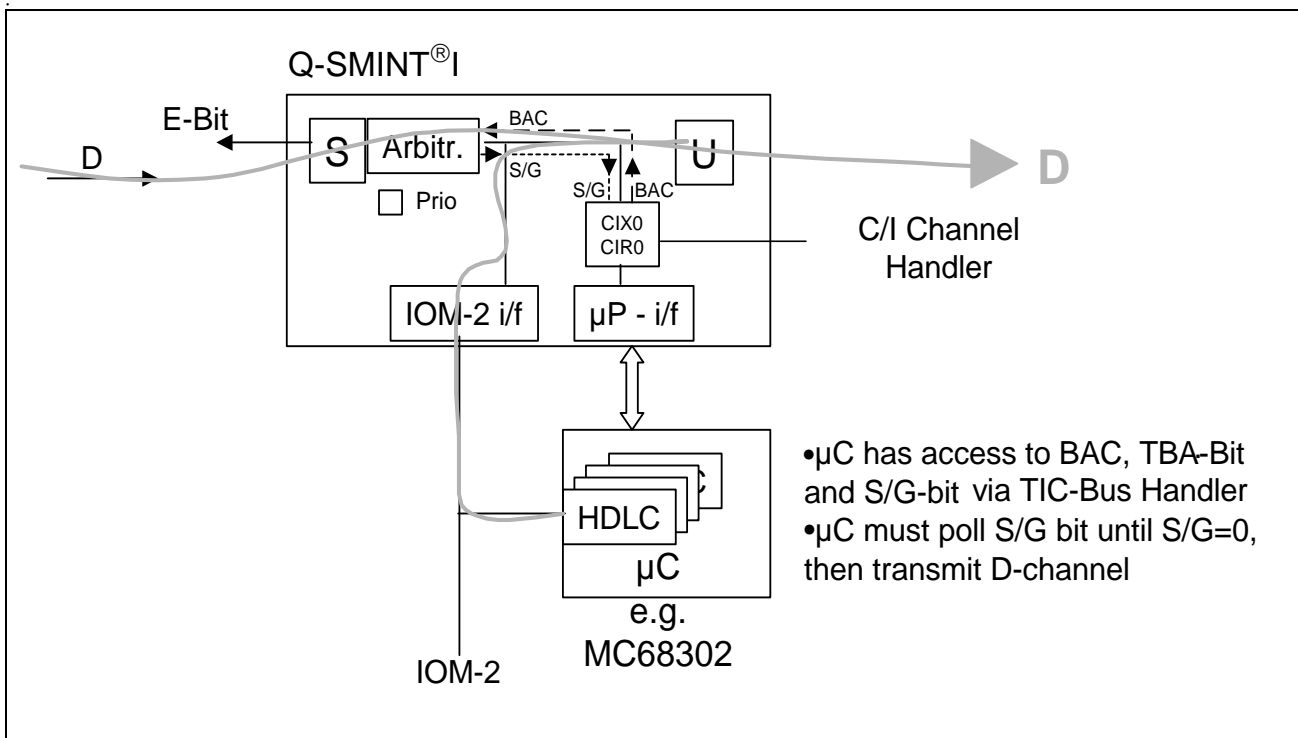 .
Q-SMINT®I
E-Bit
D
S
Arbitr.
BAC
S/G
U
D
Prio
S/G
BAC
CIX0
CIR0
C/I Channel
Handler
IOM-2 i/f
µP - i/f
C
HDLC
µC
e.g.
MC68302
IOM-2
•µC has access to BAC, TBA-Bit
and S/G-bit via TIC-Bus Handler
•µC must poll S/G bit until S/G=0,
then transmit D-channel